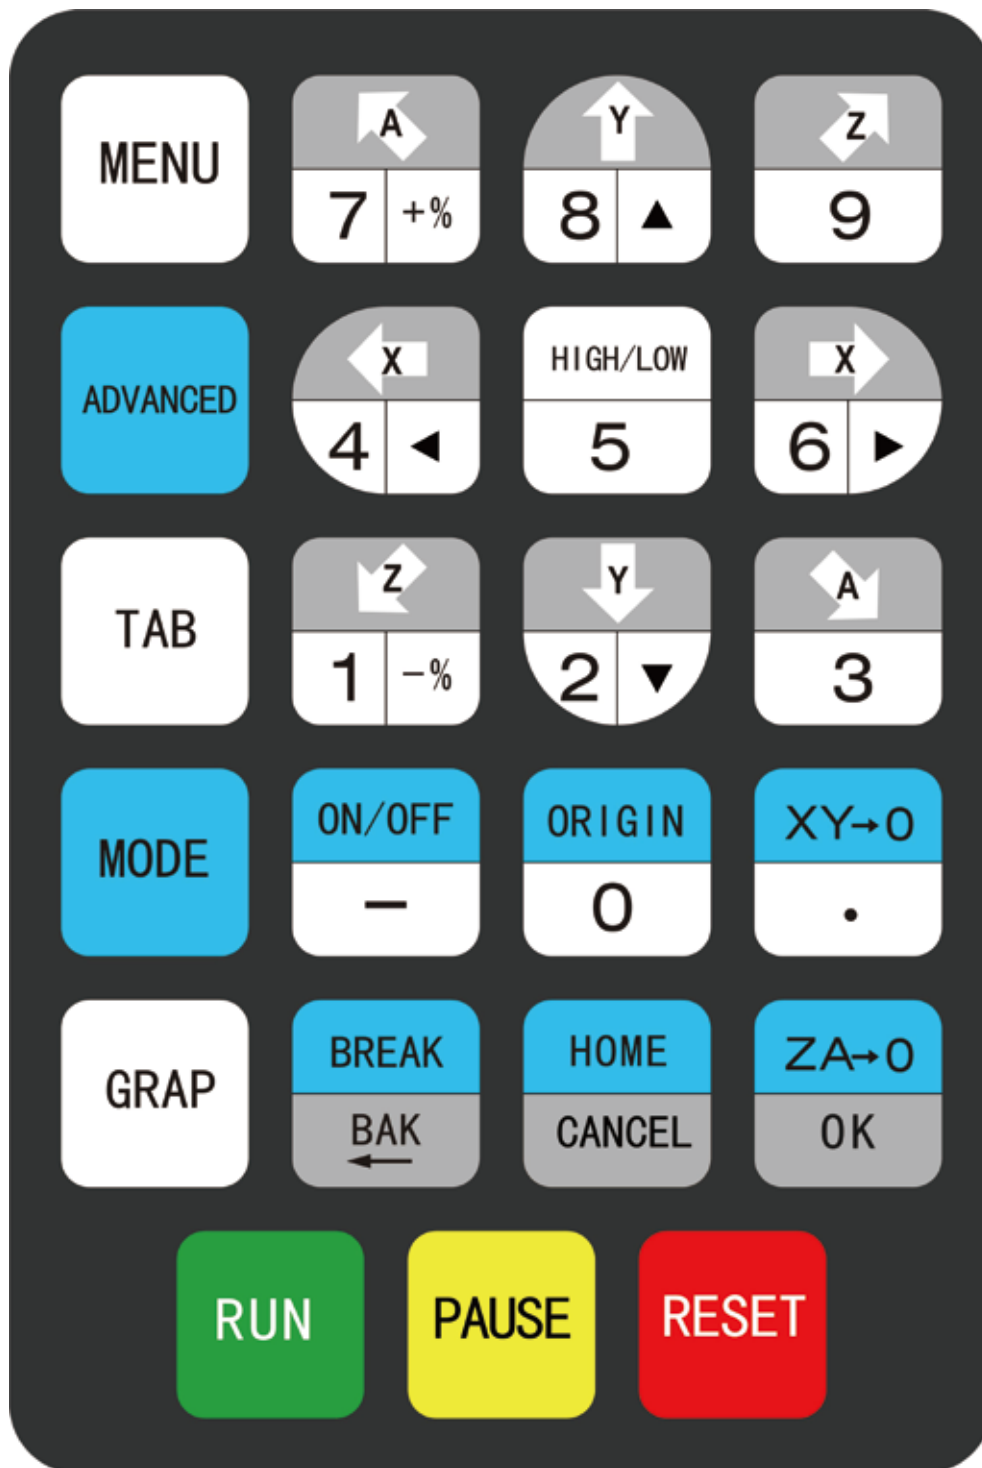 MENU
A
7 +%
Y
8 ▲
Z
9
ADVANCED
X
4 ◀
HIGH/LOW
5
X
6 ▶
TAB
Z
1 -%
Y
2 ▼
A
3
MODE
ON/OFF
-
ORIGIN
0
XY→0
.
GRAP
BREAK
BAK
←
HOME
CANCEL
ZA→0
OK
RUN
PAUSE
RESET